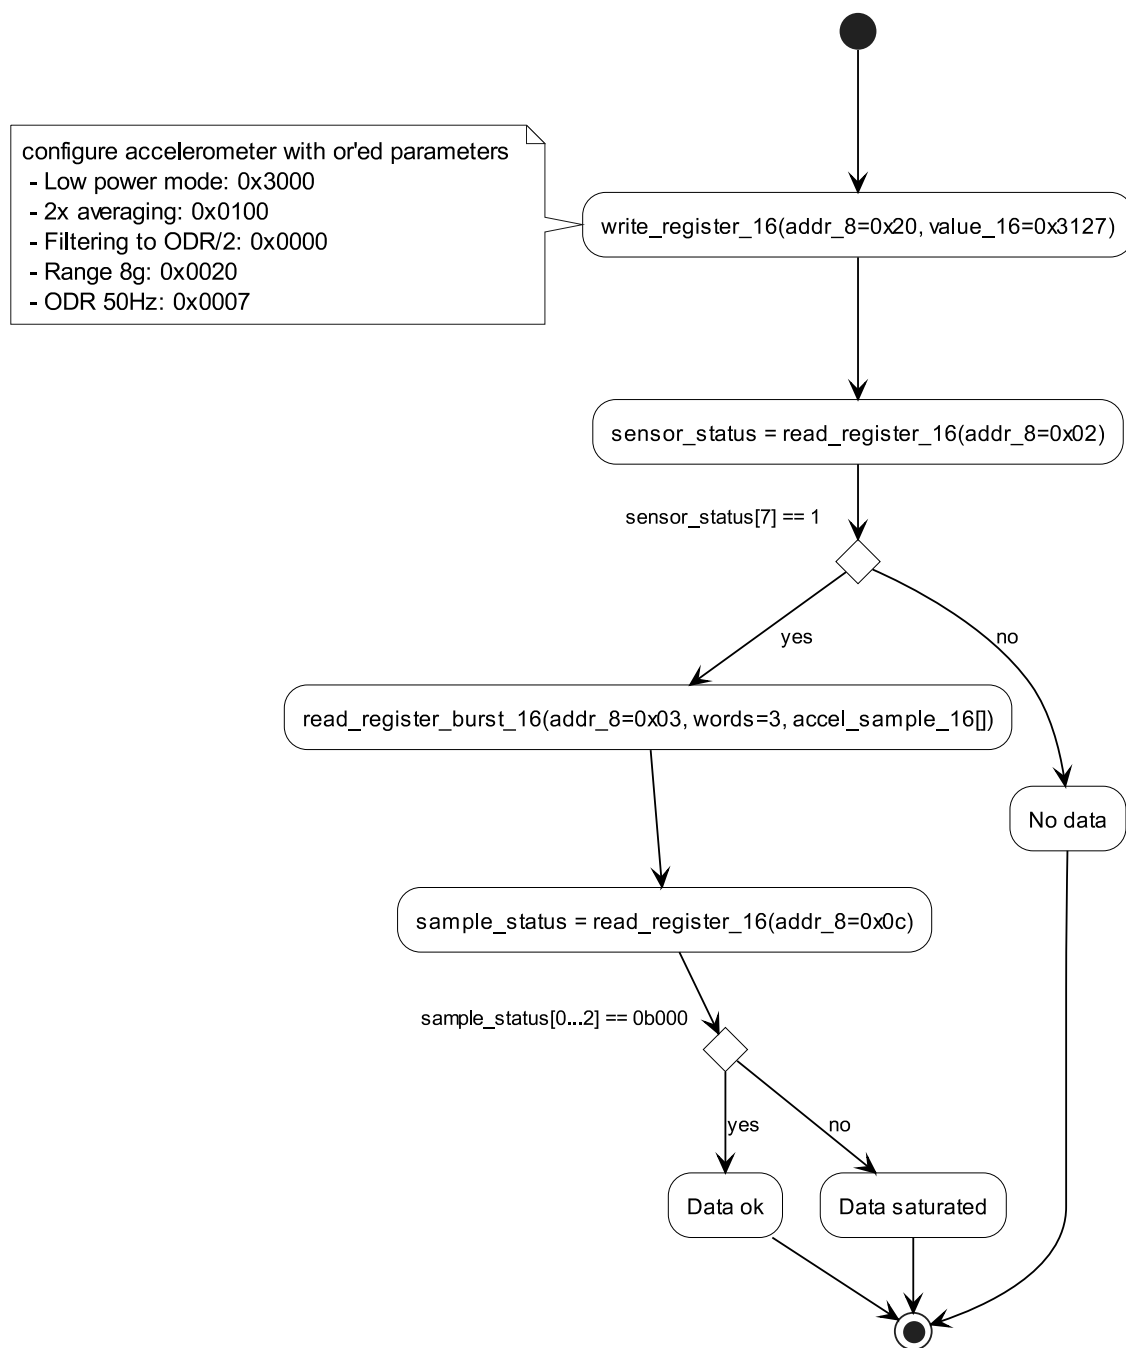 configure accelerometer with or'ed parameters
- Low power mode: 0x3000
- 2x averaging: 0x0100
- Filtering to ODR/2: 0x0000
- Range 8g: 0x0020
- ODR 50Hz: 0x0007
write_register_16(addr_8=0x20, value_16=0x3127)
sensor_status = read_register_16(addr_8=0x02)
sensor_status[7] == 1
yes
no
read_register_burst_16(addr_8=0x03, words=3, accel_sample_16[])
No data
sample_status = read_register_16(addr_8=0x0c)
sample_status[0...2] == 0b000
yes
no
Data ok
Data saturated